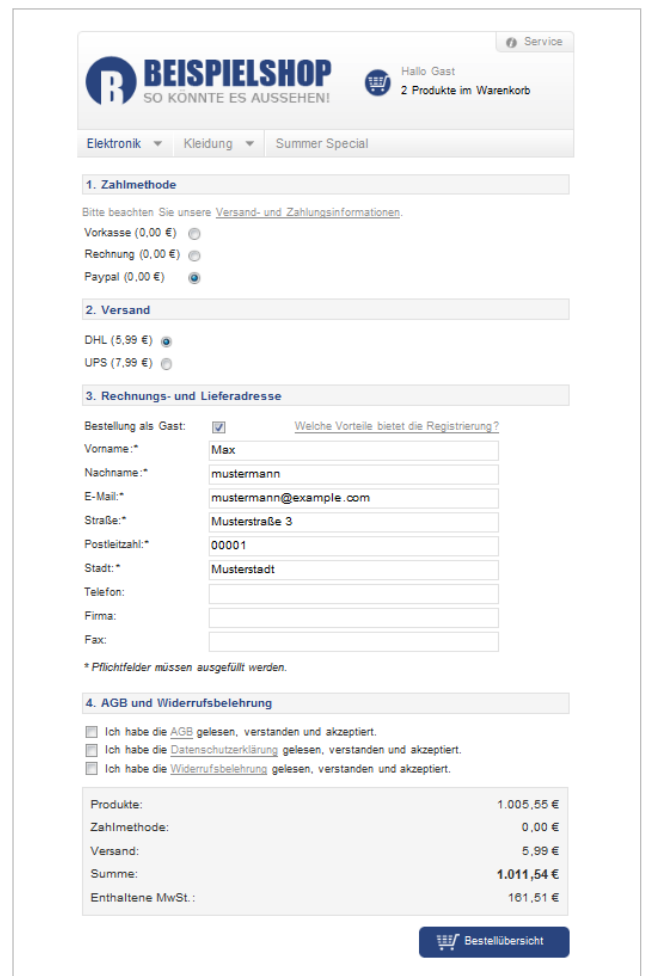 Service
BEISPIELSHOP
SO KÖNNTE ES AUSSEHEN!
Hallo Gast
2 Produkte im Warenkorb
Elektronik Kleidung Summer Special
1. Zahlmethode
Bitte beachten Sie unsere Versand- und Zahlungsinformationen.
Vorkasse (0,00 €)
Rechnung (0,00 €)
Paypal (0,00 €)
2. Versand
DHL (5,99 €)
UPS (7,99 €)
3. Rechnungs- und Lieferadresse
Bestellung als Gast: Welche Vorteile bietet die Registrierung?
Vorname:* Max
Nachname:* mustermann
E-Mail:* mustermann@example.com
Straße:* Musterstraße 3
Postleitzahl:* 00001
Stadt:* Musterstadt
Telefon:
Firma:
Fax:
* Pflichtfelder müssen ausgefüllt werden.
4. AGB und Widerrufsbelehrung
Ich habe die AGB gelesen, verstanden und akzeptiert.
Ich habe die Datenschutzerklärung gelesen, verstanden und akzeptiert.
Ich habe die Widerrufsbelehrung gelesen, verstanden und akzeptiert.
Produkte: 1.005,55 €
Zahlmethode: 0,00 €
Versand: 5,99 €
Summe: 1.011,54 €
Enthaltene MwSt.: 161,51 €
Bestellübersicht